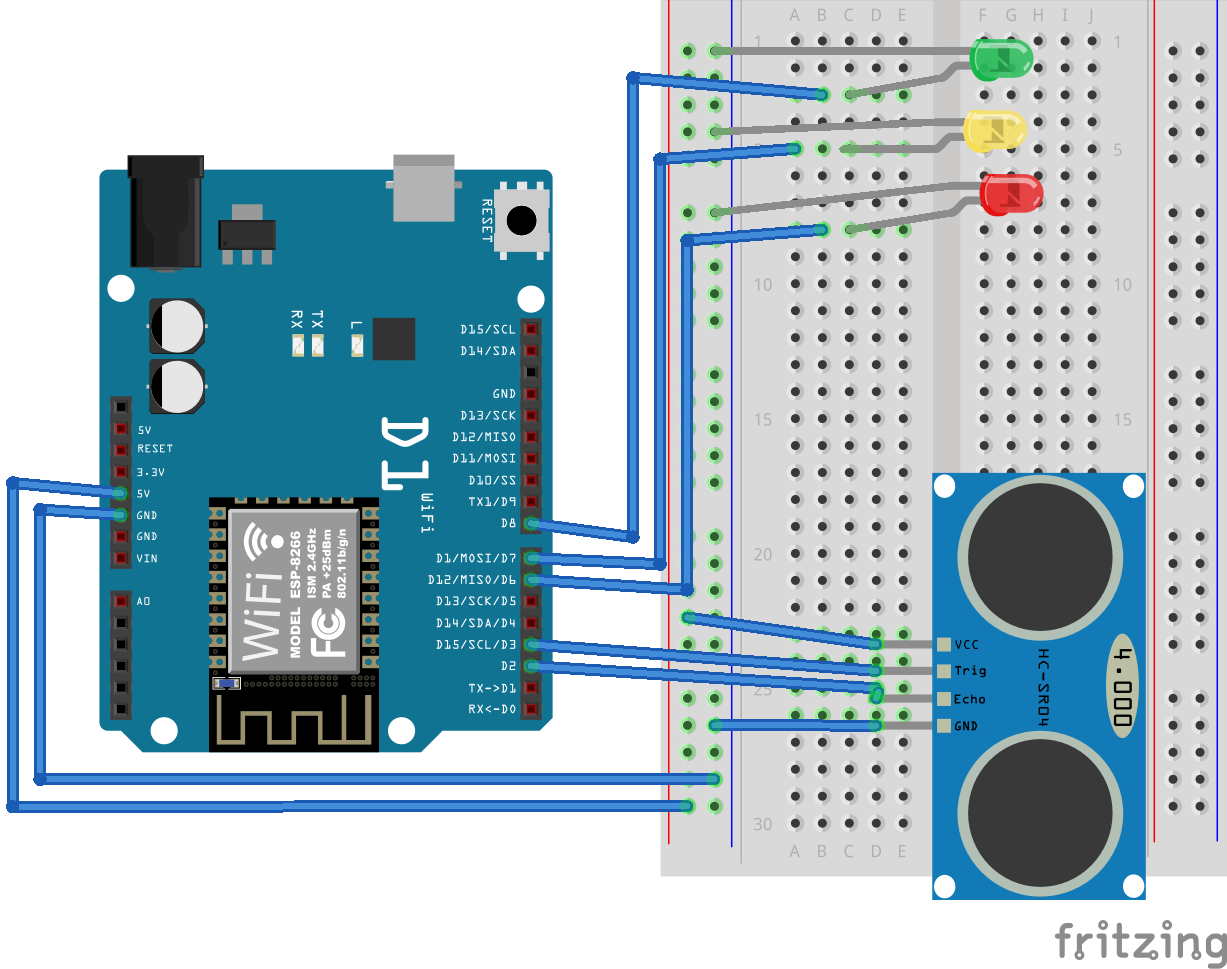 A B C D E F G H I J
1 1
5
10 10
15 15
20
25
30
A B C D E
RESET
RX
TX
L
D15/SCL
D14/SDA
GND
D13/SCK
D12/MISO
D11/MOSI
D10/SS
TX1/D9
D8
D1/MOSI/D7
D12/MISO/D6
D13/SCK/D5
D14/SDA/D4
D15/SCL/D3
D2
TX->D1
RX<-D0
D1
WiFi
5V
RESET
3.3V
5V
GND
GND
VIN
A0
WiFi
MODEL ESP-8266
ISM 2.4GHz
PA +25dBm
802.11b/g/n
FC
VCC
Trig
Echo
GND
HC-SR04
4.000
fritzing